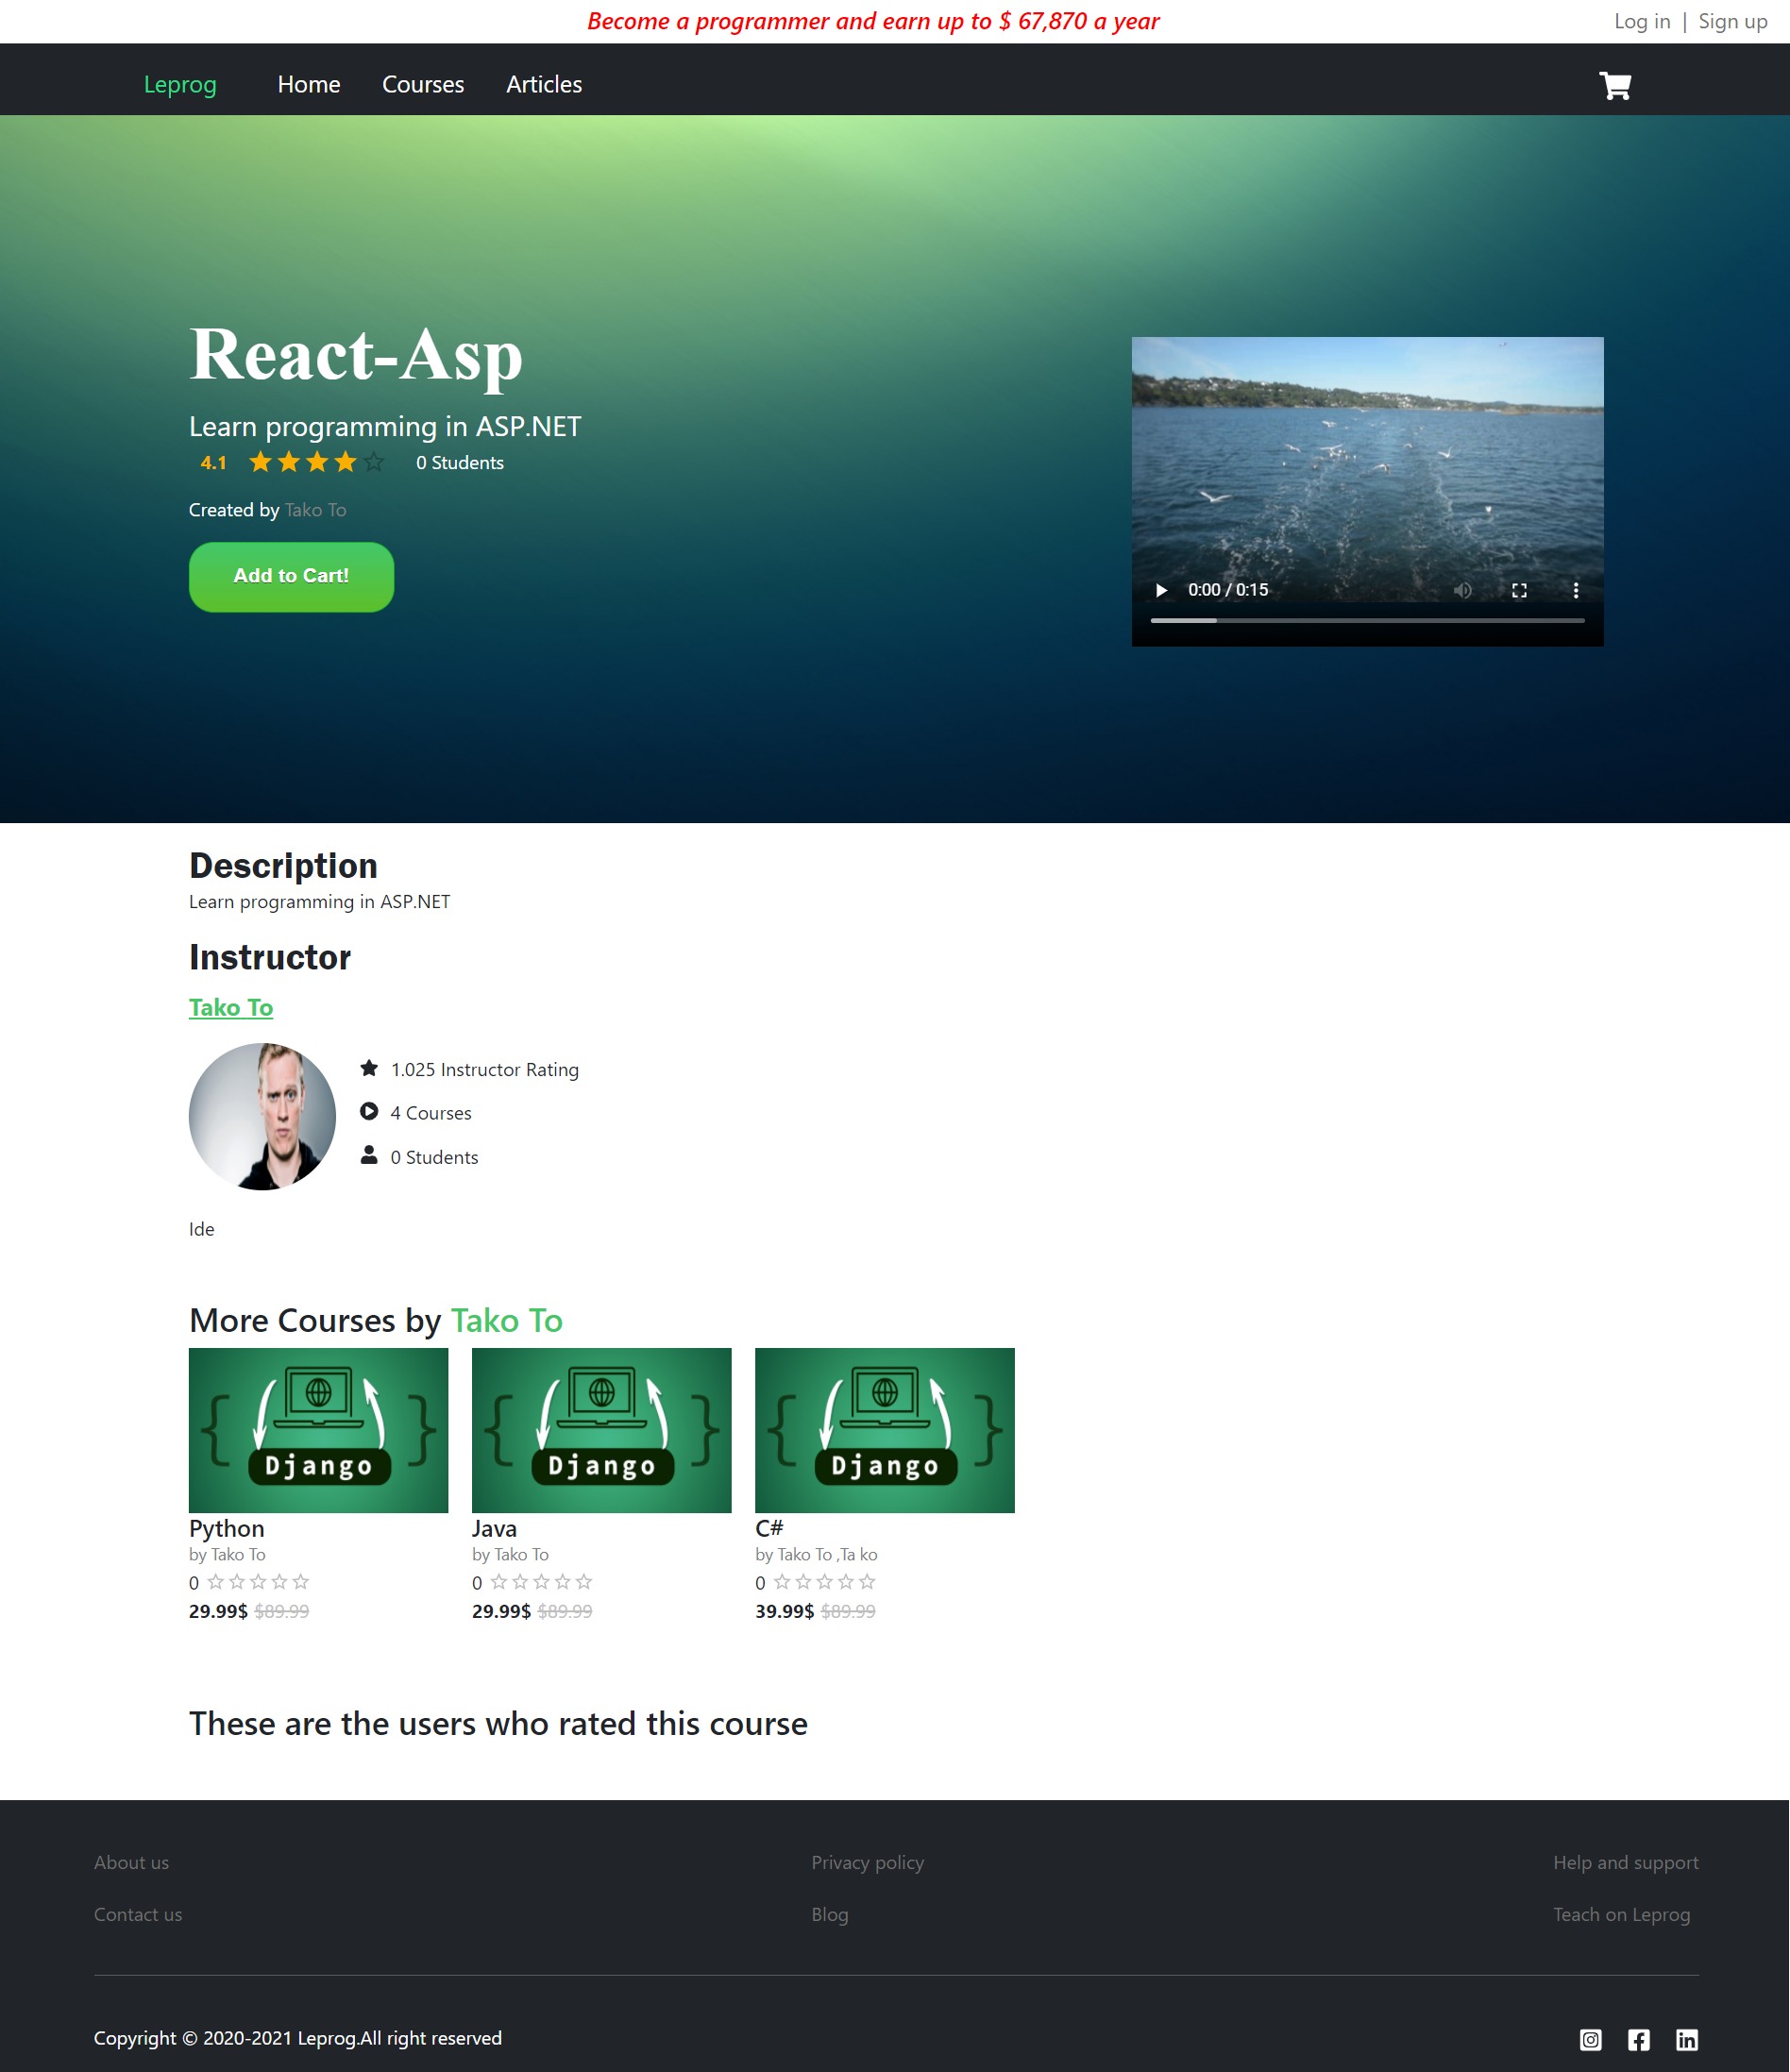 Become a programmer and earn up to $ 67,870 a year
Log in | Sign up
Leprog Home Courses Articles
React-Asp
Learn programming in ASP.NET
4.1 0 Students
Created by Tako To
Add to Cart!
0:00 / 0:15
Description
Learn programming in ASP.NET
Instructor
Tako To
1.025 Instructor Rating
4 Courses
0 Students
Ide
More Courses by Tako To
{ Django }
Python
by Tako To
0
29.99$ $89.99
{ Django }
Java
by Tako To
0
29.99$ $89.99
{ Django }
C#
by Tako To ,Ta ko
0
39.99$ $89.99
These are the users who rated this course
About us
Contact us
Privacy policy
Blog
Help and support
Teach on Leprog
Copyright © 2020-2021 Leprog.All right reserved